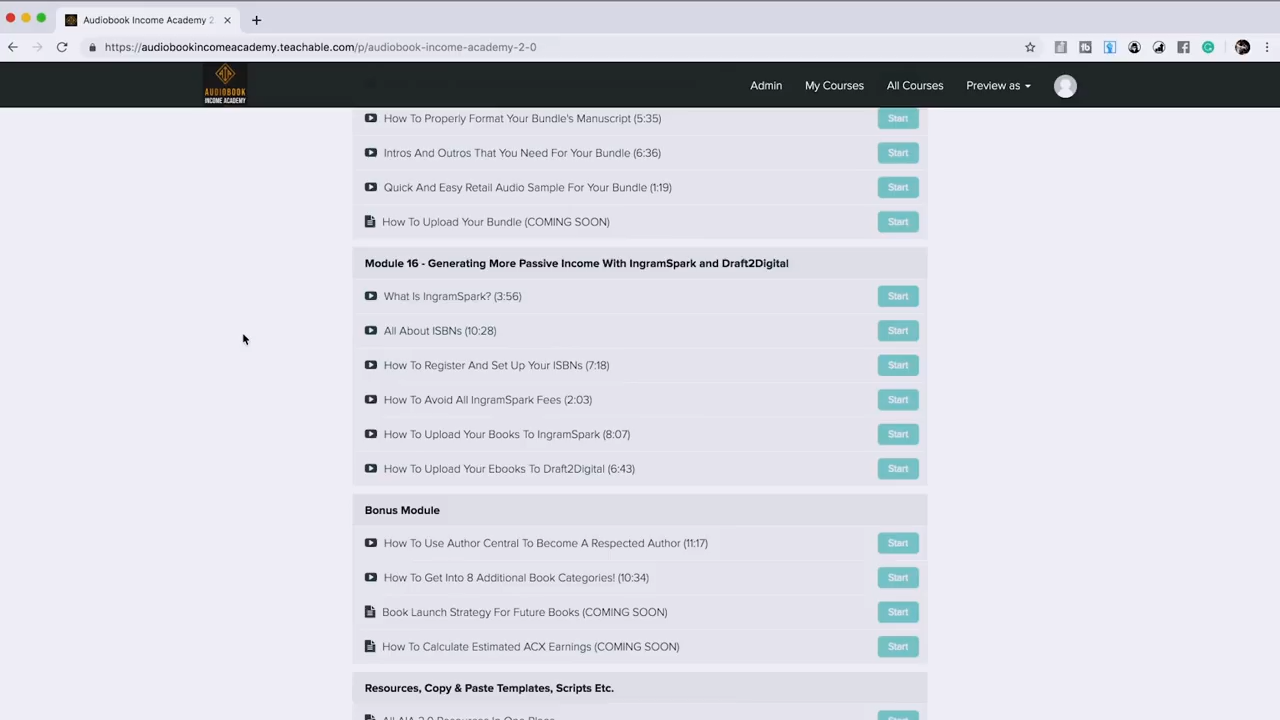 Audiobook Income Academy 2
https://audiobookincomeacademy.teachable.com/p/audiobook-income-academy-2-0
AUDIOBOOK
INCOME ACADEMY
Admin
My Courses
All Courses
Preview as
How To Properly Format Your Bundle's Manuscript (5:35)
Start
Intros And Outros That You Need For Your Bundle (6:36)
Start
Quick And Easy Retail Audio Sample For Your Bundle (1:19)
Start
How To Upload Your Bundle (COMING SOON)
Start
Module 16 - Generating More Passive Income With IngramSpark and Draft2Digital
What Is IngramSpark? (3:56)
Start
All About ISBNs (10:28)
Start
How To Register And Set Up Your ISBNs (7:18)
Start
How To Avoid All IngramSpark Fees (2:03)
Start
How To Upload Your Books To IngramSpark (8:07)
Start
How To Upload Your Ebooks To Draft2Digital (6:43)
Start
Bonus Module
How To Use Author Central To Become A Respected Author (11:17)
Start
How To Get Into 8 Additional Book Categories! (10:34)
Start
Book Launch Strategy For Future Books (COMING SOON)
Start
How To Calculate Estimated ACX Earnings (COMING SOON)
Start
Resources, Copy & Paste Templates, Scripts Etc.
All AIA 2.0 Resources In One Place
Start